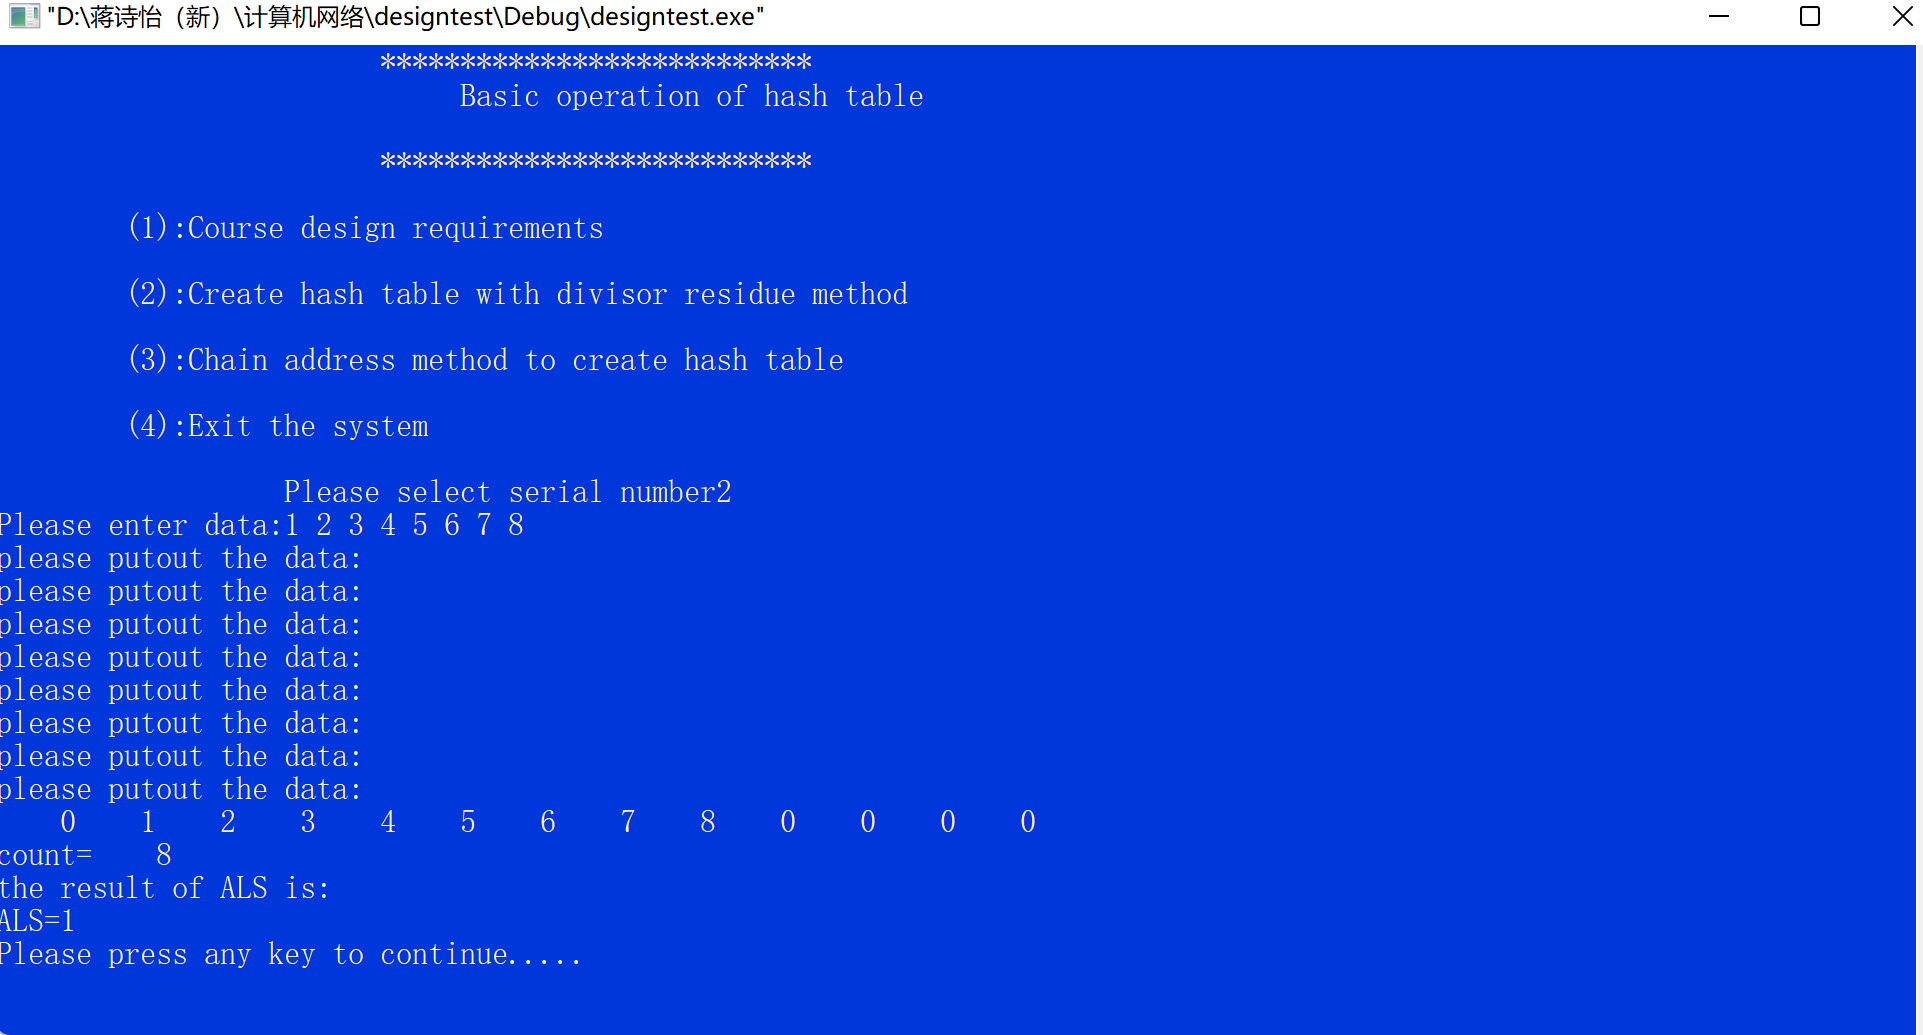 "D:\蒋诗怡（新）\计算机网络\designtest\Debug\designtest.exe"
***************************
Basic operation of hash table
***************************
(1):Course design requirements
(2):Create hash table with divisor residue method
(3):Chain address method to create hash table
(4):Exit the system
Please select serial number2
Please enter data:1 2 3 4 5 6 7 8
please putout the data:
please putout the data:
please putout the data:
please putout the data:
please putout the data:
please putout the data:
please putout the data:
please putout the data:
0 1 2 3 4 5 6 7 8 0 0 0 0
count= 8
the result of ALS is:
ALS=1
Please press any key to continue.....